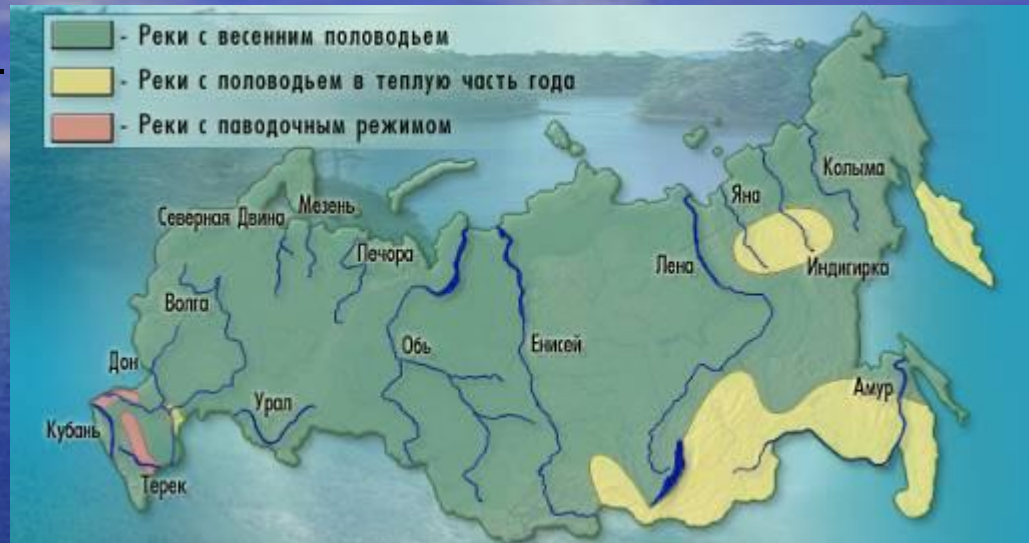 - Реки с весенним половодьем
- Реки с половодьем в теплую часть года
- Реки с паводочным режимом
Колыма
Яна
Мезень
Северная Двина
Печора
Лена
Индигирка
Волга
Обь
Енисей
Дон
Амур
Урал
Кубань
Терек